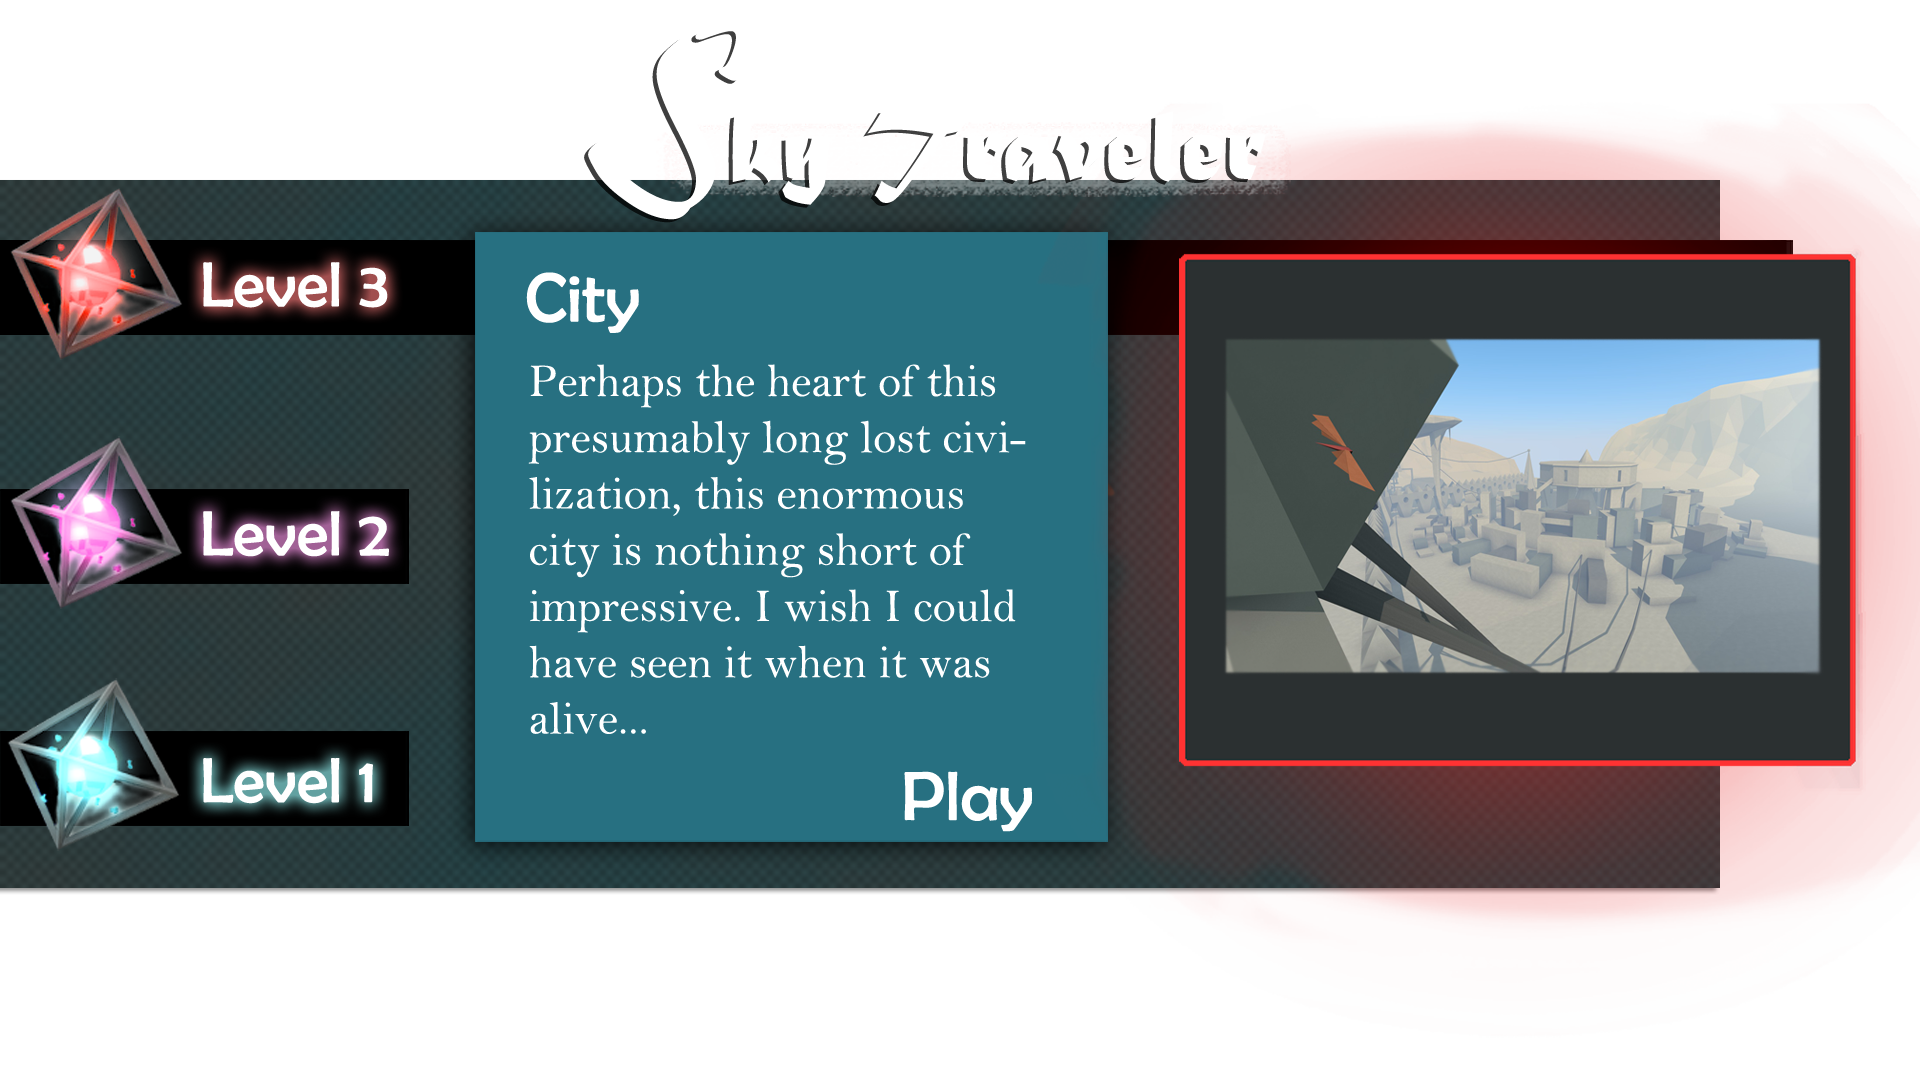 Sky Traveler
Level 3
Level 2
Level 1
City
Perhaps the heart of this
presumably long lost civi-
lization, this enormous
city is nothing short of
impressive. I wish I could
have seen it when it was
alive...
Play